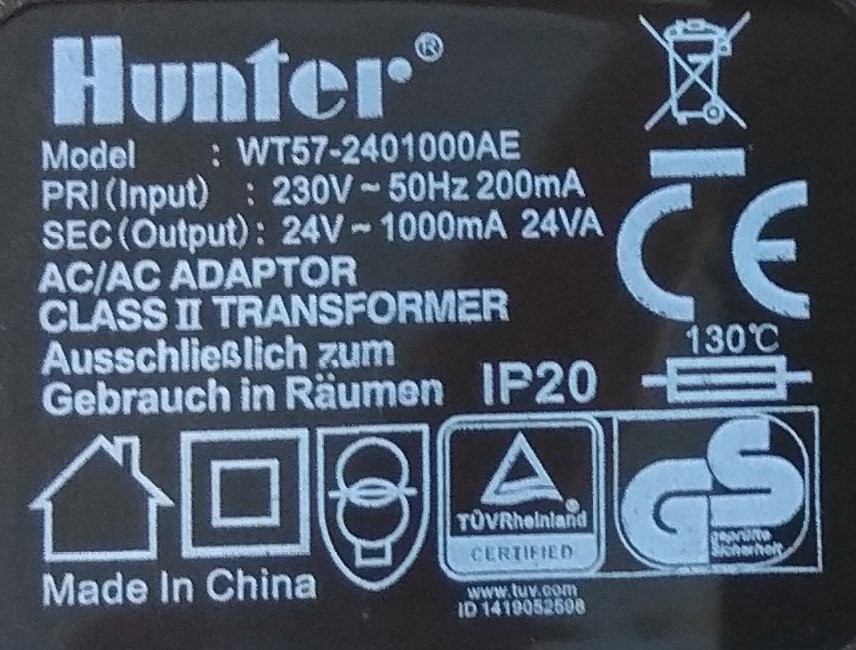 Hunter®
Model : WT57-2401000AE
PRI(Input) : 230V ~ 50Hz 200mA
SEC(Output) : 24V ~ 1000mA 24VA
AC/AC ADAPTOR
CLASS II TRANSFORMER
Ausschließlich zum
Gebrauch in Räumen
IP20
CE
130℃
TÜVRheinland®
CERTIFIED
GS
geprüfte
Sicherheit
Made In China
www.tuv.com
ID 1419052598